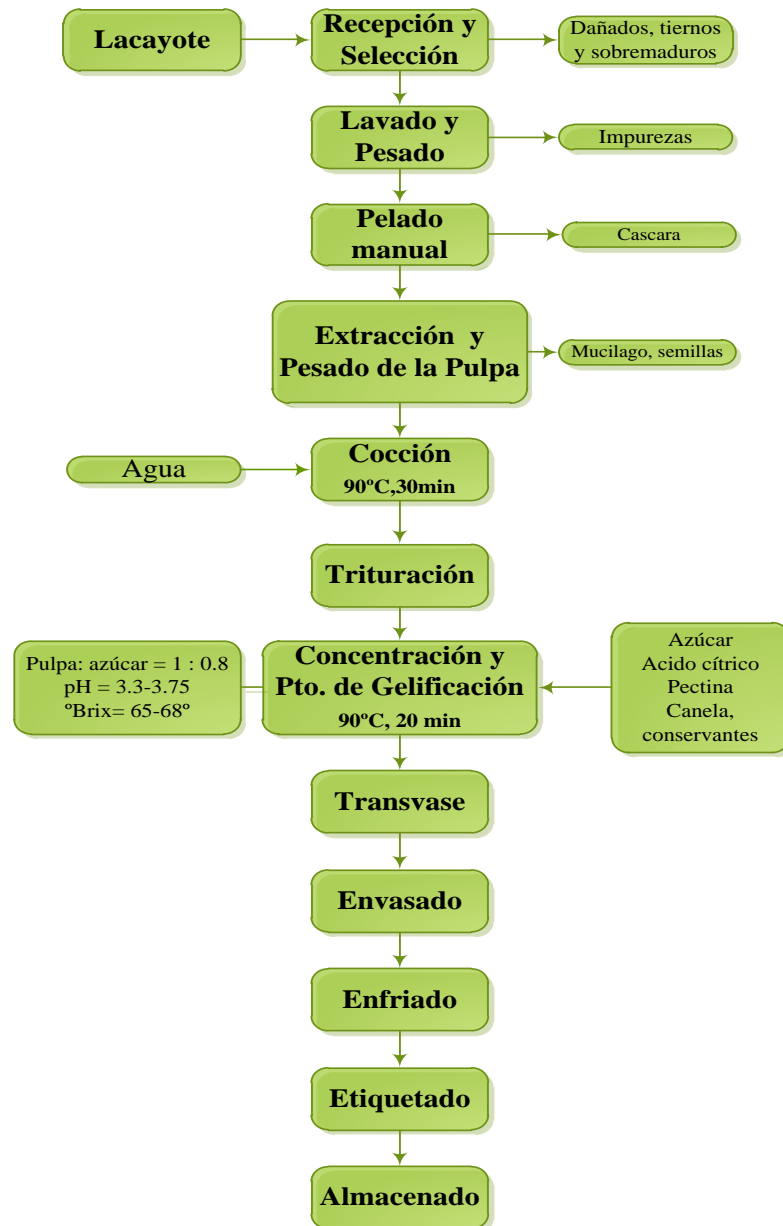 Lacayote
Recepción y
Selección
Dañados, tiernos
y sobremaduros
Lavado y
Pesado
Impurezas
Pelado
manual
Cascara
Extracción y
Pesado de la Pulpa
Mucilago, semillas
Agua
Cocción
90ºC,30min
Trituración
Pulpa: azúcar = 1 : 0.8
pH = 3.3-3.75
ºBrix= 65-68º
Concentración y
Pto. de Gelificación
90ºC, 20 min
Azúcar
Acido cítrico
Pectina
Canela,
conservantes
Transvase
Envasado
Enfriado
Etiquetado
Almacenado